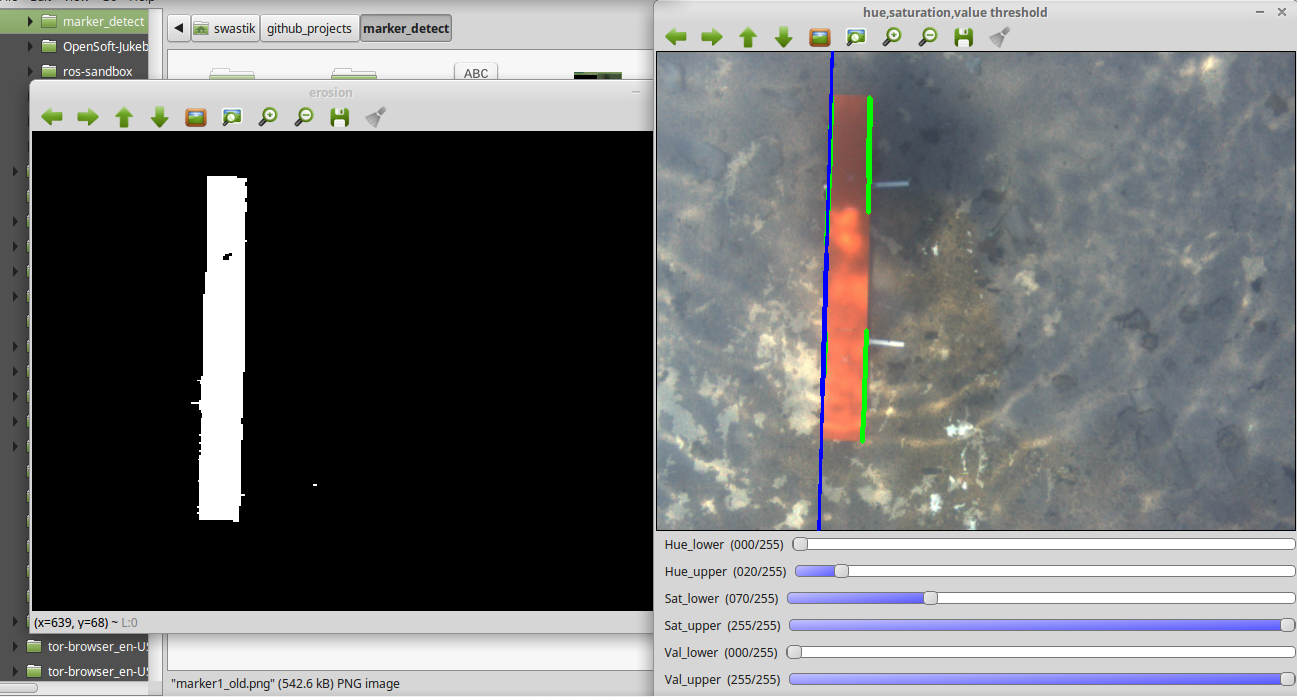 marker_detect
OpenSoft-Jukeb
ros-sandbox
swastik
github_projects
marker_detect
ABC
erosion
(x=639, y=68) ~ L:0
tor-browser_en-US
tor-browser_en-US
"marker1_old.png" (542.6 kB) PNG image
hue,saturation,value threshold
Hue_lower (000/255)
Hue_upper (020/255)
Sat_lower (070/255)
Sat_upper (255/255)
Val_lower (000/255)
Val_upper (255/255)